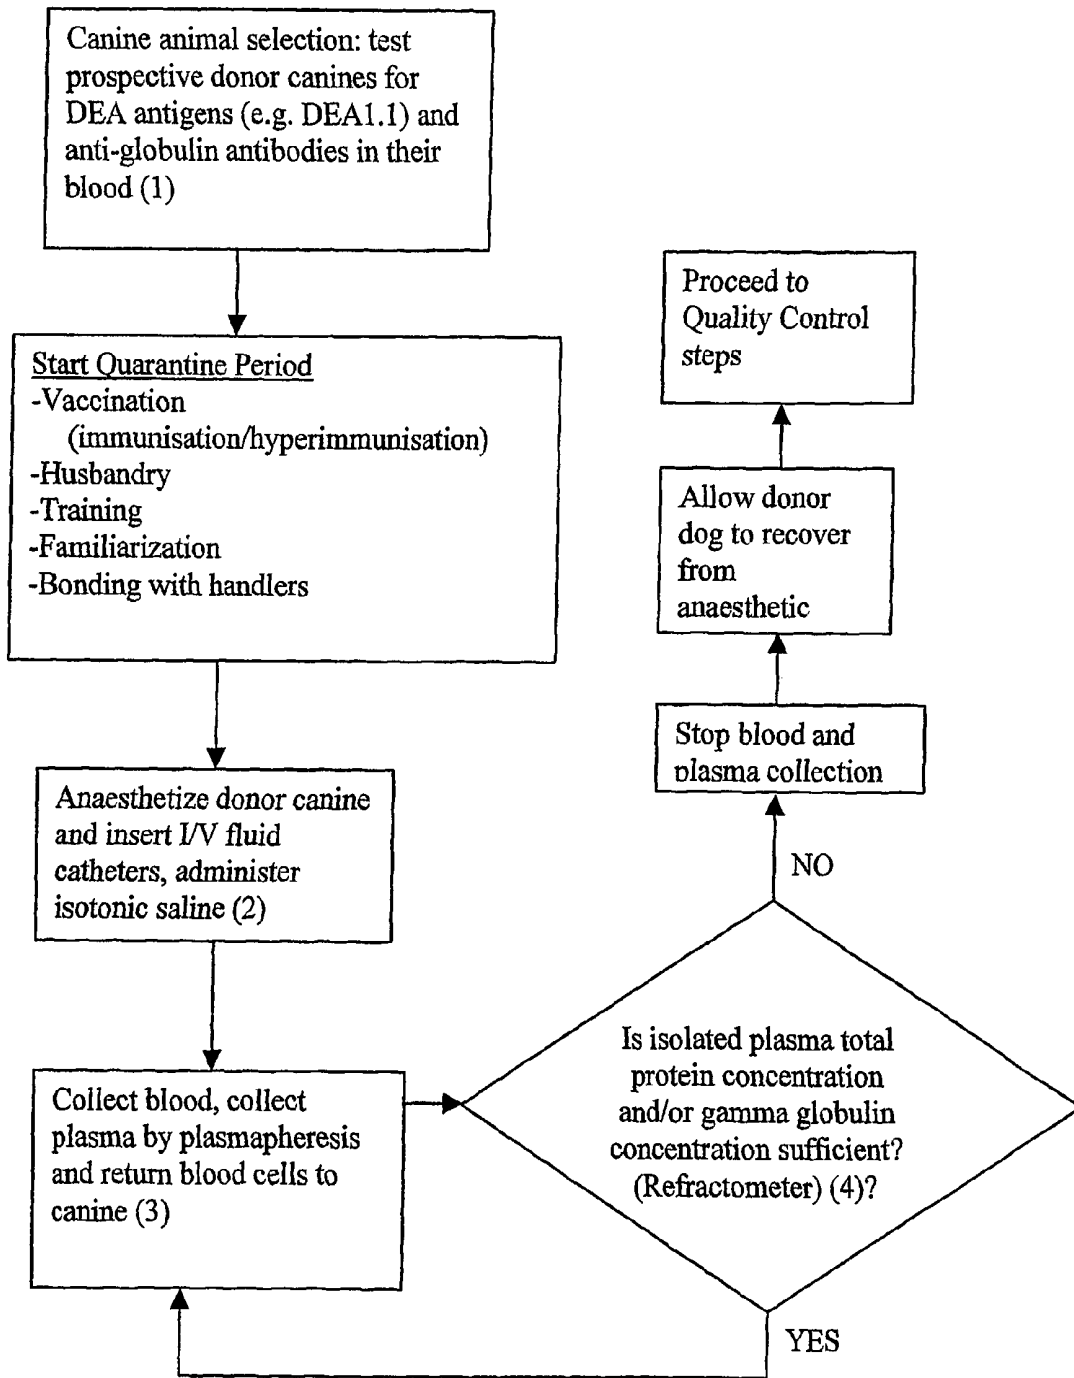 Canine animal selection: test
prospective donor canines for
DEA antigens (e.g. DEA1.1) and
anti-globulin antibodies in their
blood (1)
Start Quarantine Period
-Vaccination
(immunisation/hyperimmunisation)
-Husbandry
-Training
-Familiarization
-Bonding with handlers
Anaesthetize donor canine
and insert I/V fluid
catheters, administer
isotonic saline (2)
Collect blood, collect
plasma by plasmapheresis
and return blood cells to
canine (3)
Is isolated plasma total
protein concentration
and/or gamma globulin
concentration sufficient?
(Refractometer) (4)?
YES
NO
Stop blood and
plasma collection
Allow donor
dog to recover
from
anaesthetic
Proceed to
Quality Control
steps